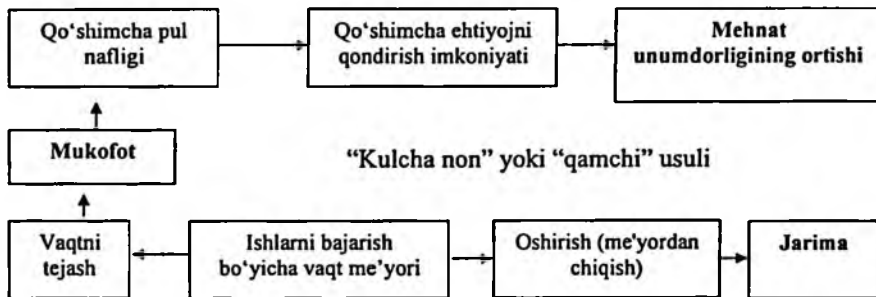 Qo‘shimcha pul
nafligi
Qo‘shimcha ehtiyojni
qondirish imkoniyati
Mehnat
unumdorligining ortishi
Mukofot
“Kulcha non” yoki “qamchi” usuli
Vaqtni
tejash
Ishlarni bajarish
bo‘yicha vaqt me’yori
Oshirish (me'yordan
chiqish)
Jarima